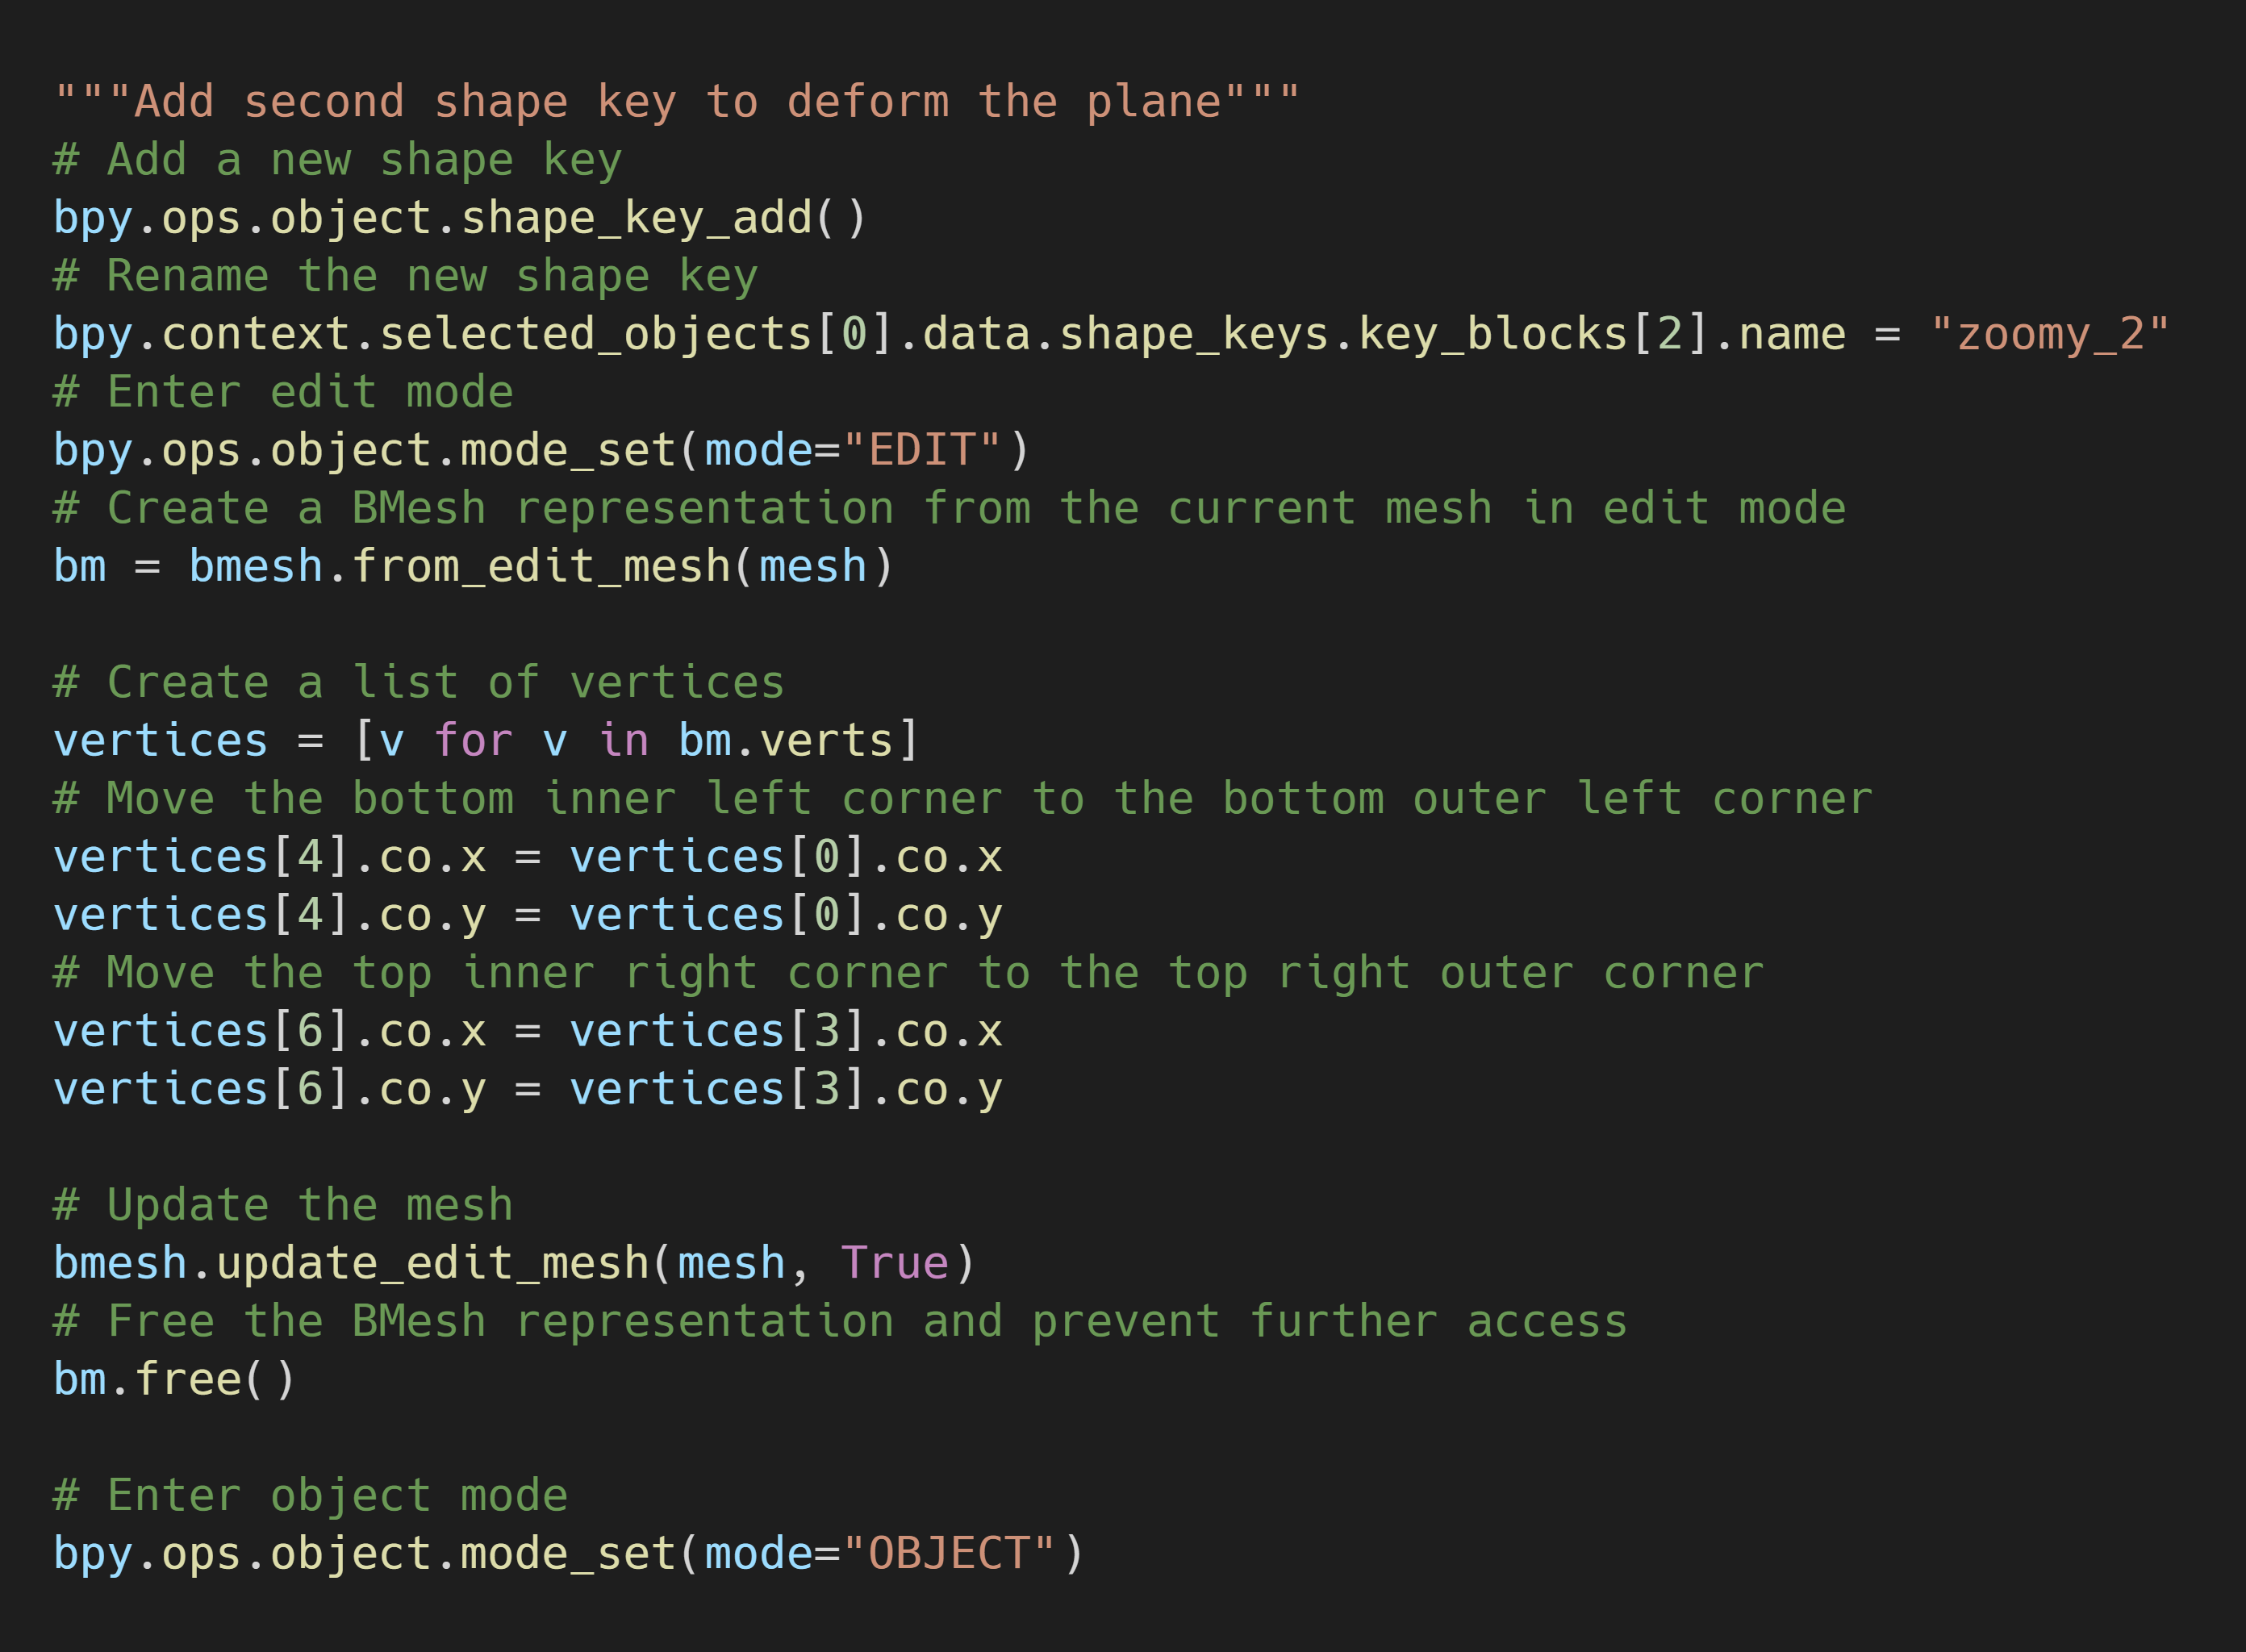 """Add second shape key to deform the plane"""
# Add a new shape key
bpy.ops.object.shape_key_add()
# Rename the new shape key
bpy.context.selected_objects[0].data.shape_keys.key_blocks[2].name = "zoomy_2"
# Enter edit mode
bpy.ops.object.mode_set(mode="EDIT")
# Create a BMesh representation from the current mesh in edit mode
bm = bmesh.from_edit_mesh(mesh)

# Create a list of vertices
vertices = [v for v in bm.verts]
# Move the bottom inner left corner to the bottom outer left corner
vertices[4].co.x = vertices[0].co.x
vertices[4].co.y = vertices[0].co.y
# Move the top inner right corner to the top right outer corner
vertices[6].co.x = vertices[3].co.x
vertices[6].co.y = vertices[3].co.y

# Update the mesh
bmesh.update_edit_mesh(mesh, True)
# Free the BMesh representation and prevent further access
bm.free()

# Enter object mode
bpy.ops.object.mode_set(mode="OBJECT")